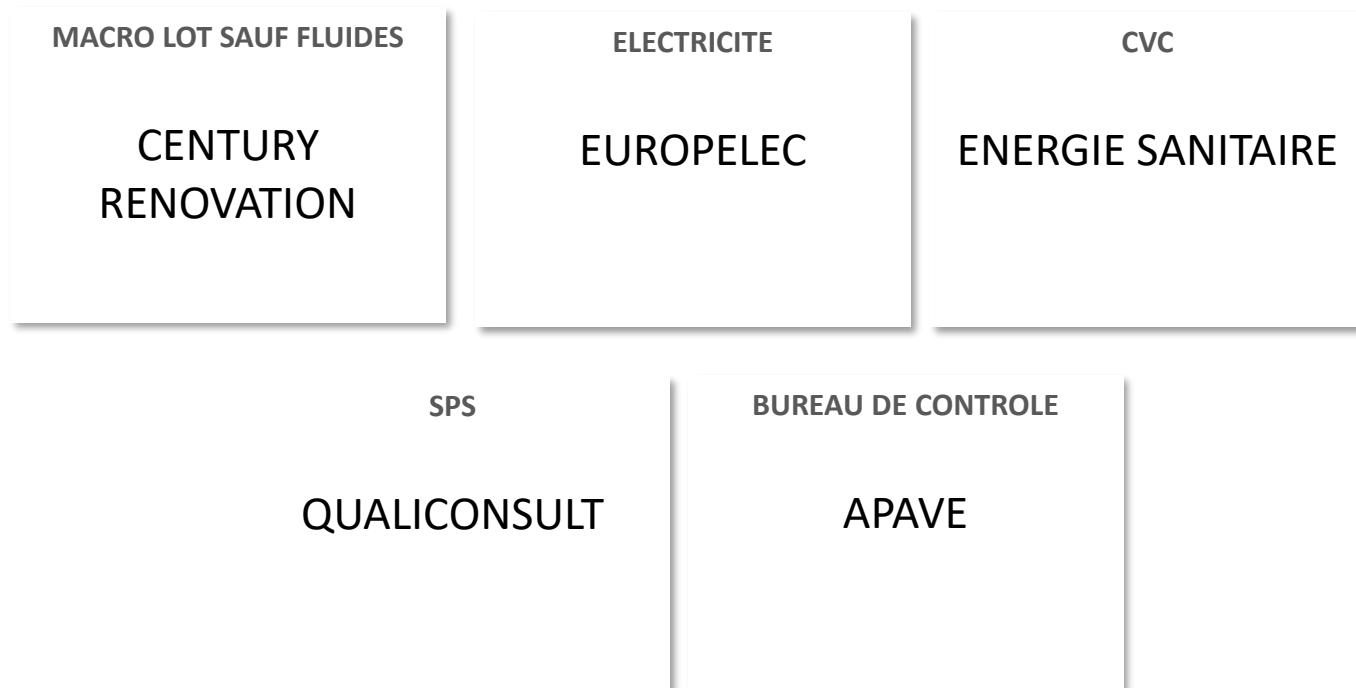 MACRO LOT SAUF FLUIDES
CENTURY
RENOVATION
ELECTRICITE
EUROPELEC
CVC
ENERGIE SANITAIRE
SPS
QUALICONSULT
BUREAU DE CONTROLE
APAVE